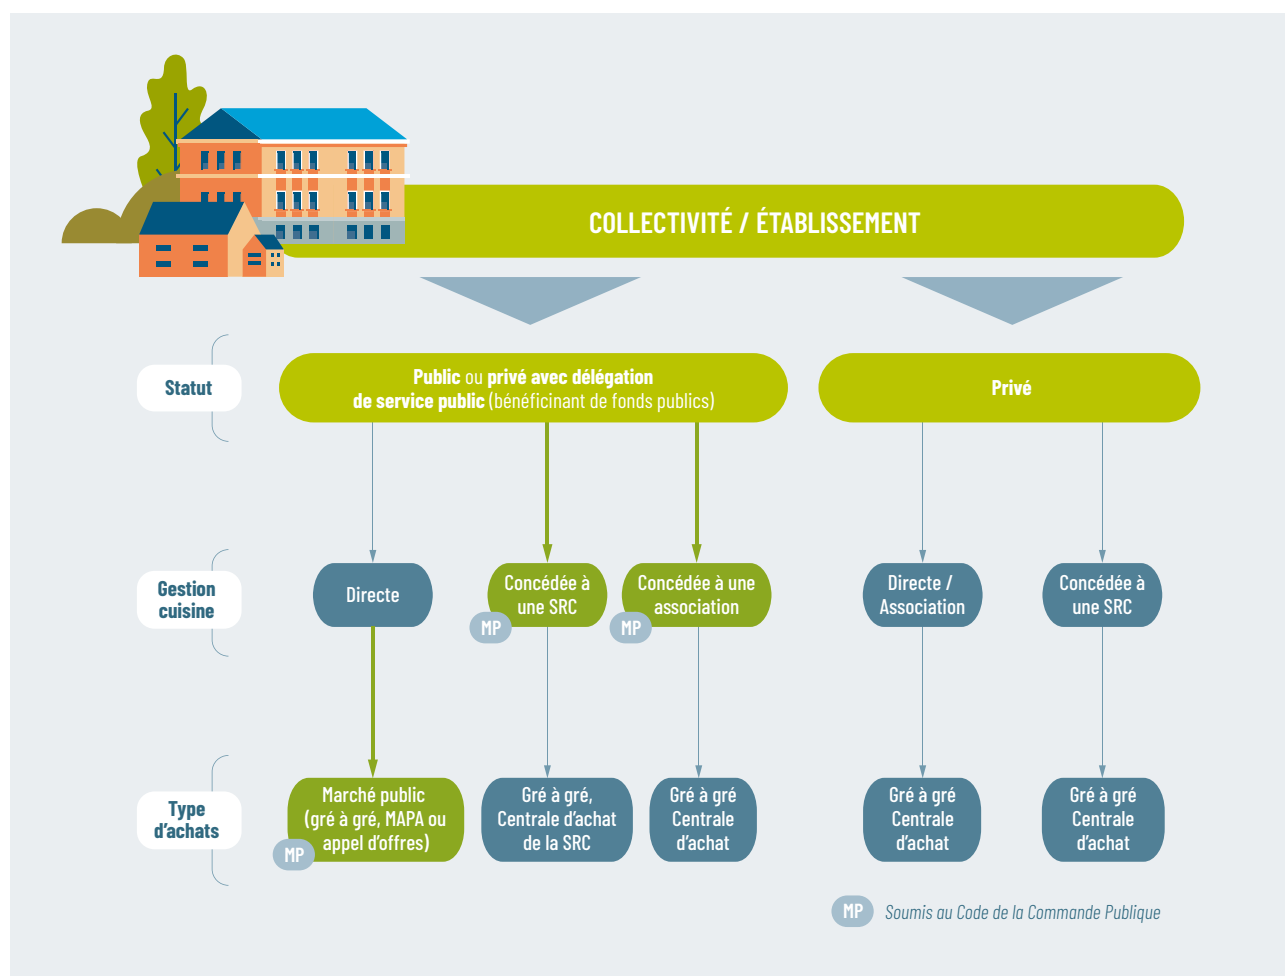 COLLECTIVITÉ / ÉTABLISSEMENT
Statut
Public ou privé avec délégation
de service public (bénéficinant de fonds publics)
Privé
Gestion
cuisine
Directe
Concédée à
une SRC
MP
Concédée à une
association
MP
Directe /
Association
Concédée à
une SRC
Type
d'achats
Marché public
(gré à gré, MAPA ou
appel d'offres)
MP
Gré à gré,
Centrale d'achat
de la SRC
Gré à gré
Centrale
d'achat
Gré à gré
Centrale
d'achat
Gré à gré
Centrale
d'achat
MP Soumis au Code de la Commande Publique